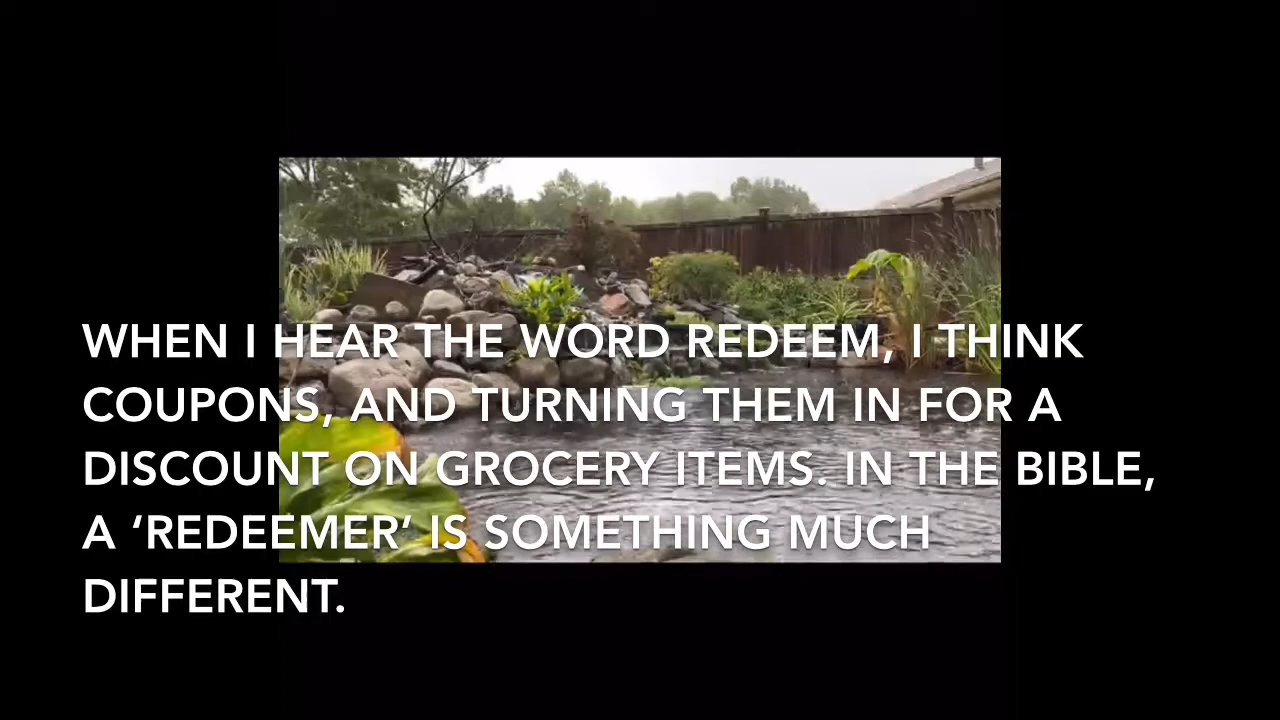 WHEN I HEAR THE WORD REDEEM, I THINK
COUPONS, AND TURNING THEM IN FOR A
DISCOUNT ON GROCERY ITEMS. IN THE BIBLE,
A ‘REDEEMER’ IS SOMETHING MUCH
DIFFERENT.